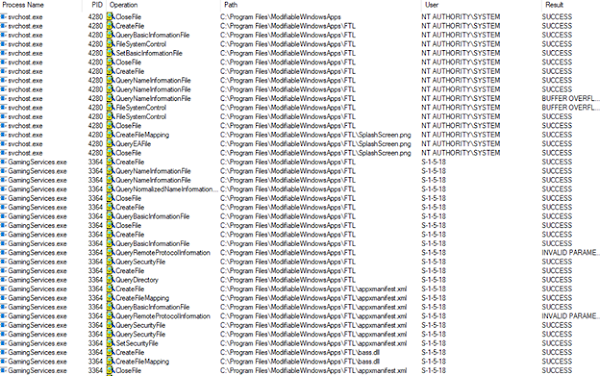 Process Name PID Operation Path User Result
svchost.exe 4280 CloseFile C:\Program Files\ModifiableWindowsApps NT AUTHORITY\SYSTEM SUCCESS
svchost.exe 4280 CreateFile C:\Program Files\ModifiableWindowsApps\FTL NT AUTHORITY\SYSTEM SUCCESS
svchost.exe 4280 QueryBasicInformationFile C:\Program Files\ModifiableWindowsApps\FTL NT AUTHORITY\SYSTEM SUCCESS
svchost.exe 4280 FileSystemControl C:\Program Files\ModifiableWindowsApps\FTL NT AUTHORITY\SYSTEM SUCCESS
svchost.exe 4280 SetBasicInformationFile C:\Program Files\ModifiableWindowsApps\FTL NT AUTHORITY\SYSTEM SUCCESS
svchost.exe 4280 CloseFile C:\Program Files\ModifiableWindowsApps\FTL NT AUTHORITY\SYSTEM SUCCESS
svchost.exe 4280 CreateFile C:\Program Files\ModifiableWindowsApps\FTL NT AUTHORITY\SYSTEM SUCCESS
svchost.exe 4280 QueryNameInformationFile C:\Program Files\ModifiableWindowsApps\FTL NT AUTHORITY\SYSTEM SUCCESS
svchost.exe 4280 QueryNameInformationFile C:\Program Files\ModifiableWindowsApps\FTL NT AUTHORITY\SYSTEM SUCCESS
svchost.exe 4280 QueryNameInformationFile C:\Program Files\ModifiableWindowsApps\FTL NT AUTHORITY\SYSTEM BUFFER OVERFL...
svchost.exe 4280 FileSystemControl C:\Program Files\ModifiableWindowsApps\FTL NT AUTHORITY\SYSTEM BUFFER OVERFL...
svchost.exe 4280 FileSystemControl C:\Program Files\ModifiableWindowsApps\FTL NT AUTHORITY\SYSTEM SUCCESS
svchost.exe 4280 CloseFile C:\Program Files\ModifiableWindowsApps\FTL NT AUTHORITY\SYSTEM SUCCESS
svchost.exe 4280 CreateFileMapping C:\Program Files\ModifiableWindowsApps\FTL\SplashScreen.png NT AUTHORITY\SYSTEM SUCCESS
svchost.exe 4280 QueryEAFile C:\Program Files\ModifiableWindowsApps\FTL\SplashScreen.png NT AUTHORITY\SYSTEM SUCCESS
svchost.exe 4280 CloseFile C:\Program Files\ModifiableWindowsApps\FTL\SplashScreen.png NT AUTHORITY\SYSTEM SUCCESS
GamingServices.exe 3364 CreateFile C:\Program Files\ModifiableWindowsApps\FTL S-1-5-18 SUCCESS
GamingServices.exe 3364 QueryNameInformationFile C:\Program Files\ModifiableWindowsApps\FTL S-1-5-18 SUCCESS
GamingServices.exe 3364 QueryNameInformationFile C:\Program Files\ModifiableWindowsApps\FTL S-1-5-18 SUCCESS
GamingServices.exe 3364 QueryNormalizedNameInformation... C:\Program Files\ModifiableWindowsApps\FTL S-1-5-18 SUCCESS
GamingServices.exe 3364 CloseFile C:\Program Files\ModifiableWindowsApps\FTL S-1-5-18 SUCCESS
GamingServices.exe 3364 CreateFile C:\Program Files\ModifiableWindowsApps\FTL S-1-5-18 SUCCESS
GamingServices.exe 3364 QueryBasicInformationFile C:\Program Files\ModifiableWindowsApps\FTL S-1-5-18 SUCCESS
GamingServices.exe 3364 CloseFile C:\Program Files\ModifiableWindowsApps\FTL S-1-5-18 SUCCESS
GamingServices.exe 3364 CreateFile C:\Program Files\ModifiableWindowsApps\FTL S-1-5-18 SUCCESS
GamingServices.exe 3364 CloseFile C:\Program Files\ModifiableWindowsApps\FTL S-1-5-18 SUCCESS
GamingServices.exe 3364 QueryRemoteProtocolInformation C:\Program Files\ModifiableWindowsApps\FTL S-1-5-18 INVALID PARAME...
GamingServices.exe 3364 QuerySecurityFile C:\Program Files\ModifiableWindowsApps\FTL S-1-5-18 SUCCESS
GamingServices.exe 3364 CreateFile C:\Program Files\ModifiableWindowsApps\FTL S-1-5-18 SUCCESS
GamingServices.exe 3364 QueryDirectory C:\Program Files\ModifiableWindowsApps\FTL S-1-5-18 SUCCESS
GamingServices.exe 3364 CreateFile C:\Program Files\ModifiableWindowsApps\FTL\appxmanifest.xml S-1-5-18 SUCCESS
GamingServices.exe 3364 CreateFileMapping C:\Program Files\ModifiableWindowsApps\FTL\appxmanifest.xml S-1-5-18 SUCCESS
GamingServices.exe 3364 QueryBasicInformationFile C:\Program Files\ModifiableWindowsApps\FTL\appxmanifest.xml S-1-5-18 SUCCESS
GamingServices.exe 3364 QueryRemoteProtocolInformation C:\Program Files\ModifiableWindowsApps\FTL\appxmanifest.xml S-1-5-18 INVALID PARAME...
GamingServices.exe 3364 QuerySecurityFile C:\Program Files\ModifiableWindowsApps\FTL\appxmanifest.xml S-1-5-18 SUCCESS
GamingServices.exe 3364 QuerySecurityFile C:\Program Files\ModifiableWindowsApps\FTL\appxmanifest.xml S-1-5-18 SUCCESS
GamingServices.exe 3364 SetSecurityFile C:\Program Files\ModifiableWindowsApps\FTL\appxmanifest.xml S-1-5-18 SUCCESS
GamingServices.exe 3364 CreateFile C:\Program Files\ModifiableWindowsApps\FTL\bass.dll S-1-5-18 SUCCESS
GamingServices.exe 3364 CreateFileMapping C:\Program Files\ModifiableWindowsApps\FTL\bass.dll S-1-5-18 SUCCESS
GamingServices.exe 3364 CloseFile C:\Program Files\ModifiableWindowsApps\FTL\appxmanifest.xml S-1-5-18 SUCCESS